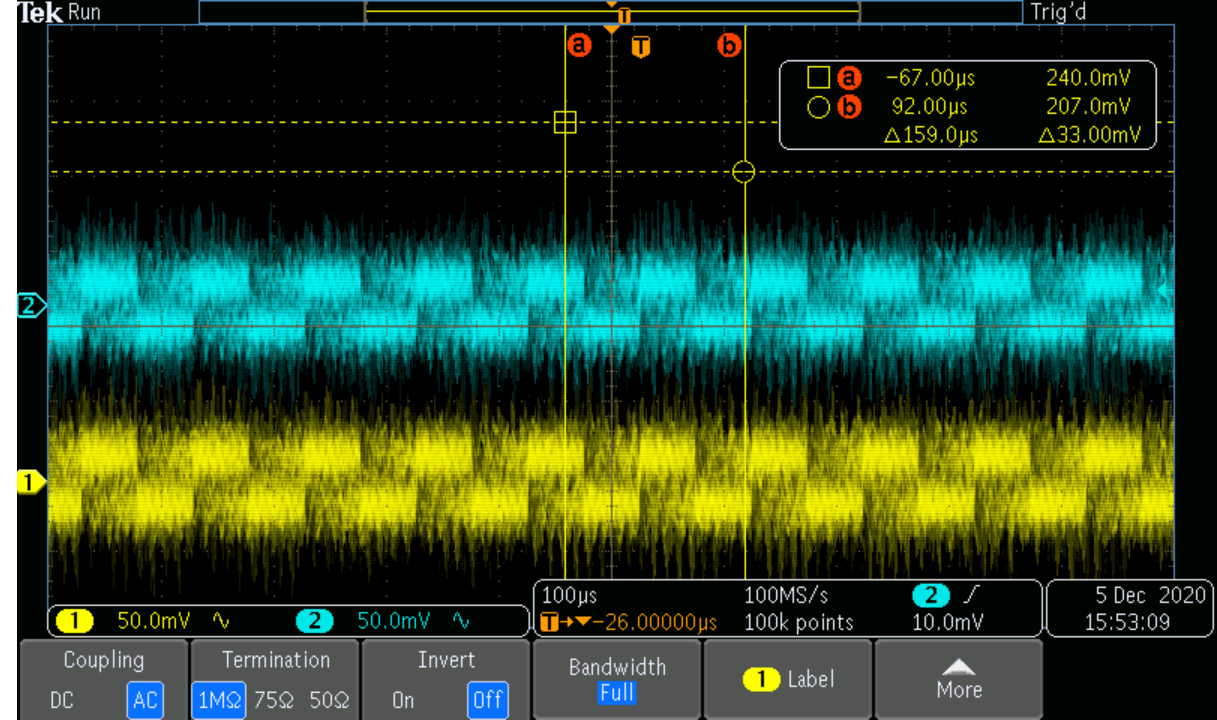 Tek Run Trig'd
T
a T b
a −67.00µs 240.0mV
b 92.00µs 207.0mV
△159.0µs △33.00mV
2
1
1 50.0mV 2 50.0mV
100µs 100MS/s 2 10.0mV
T→▼−26.00000µs 100k points
5 Dec 2020
15:53:09
Coupling
DC AC
Termination
1MΩ 75Ω 50Ω
Invert
On Off
Bandwidth
Full
1 Label
More